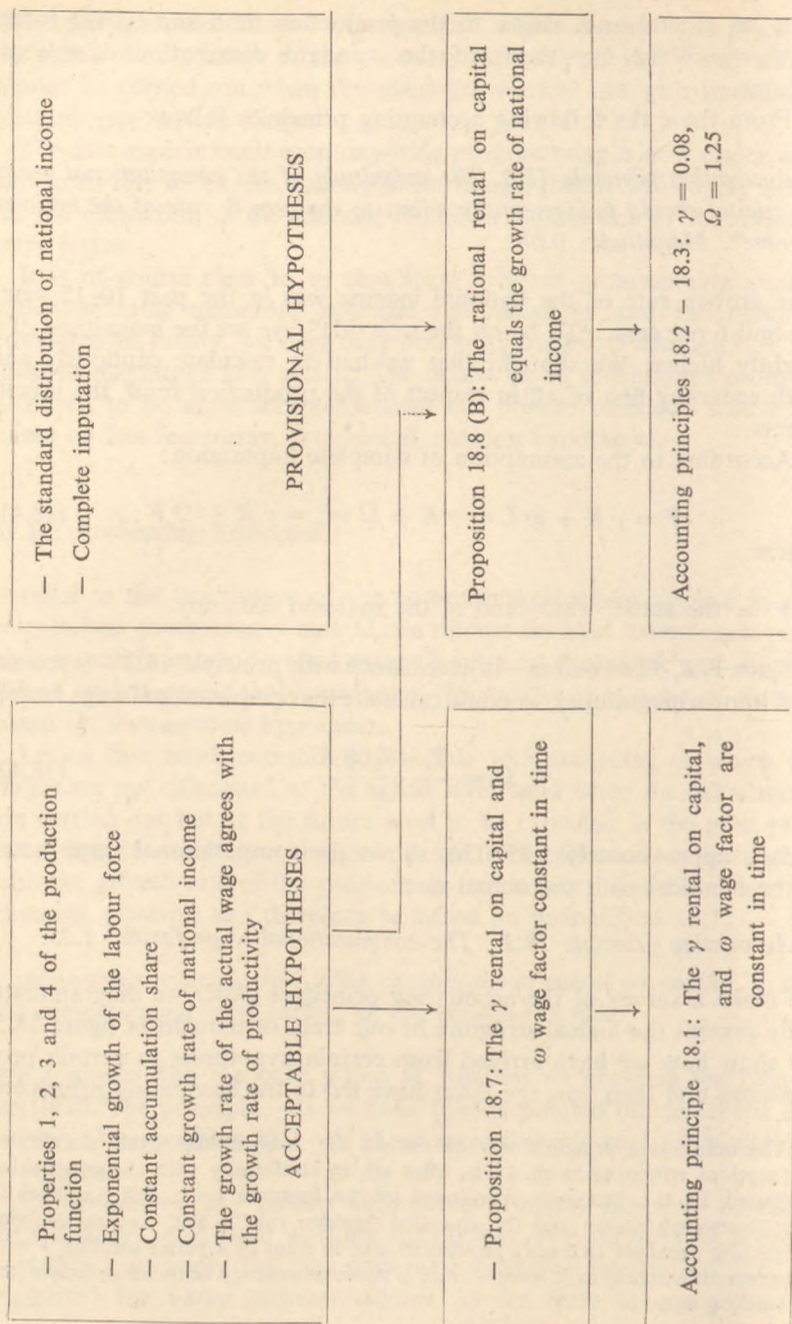 — Properties 1, 2, 3 and 4 of the production
function
— Exponential growth of the labour force
— Constant accumulation share
— Constant growth rate of national income
— The growth rate of the actual wage agrees with
the growth rate of productivity
ACCEPTABLE HYPOTHESES
— The standard distribution of national income
— Complete imputation
PROVISIONAL HYPOTHESES
— Proposition 18.7: The γ rental on capital and
ω wage factor constant in time
Proposition 18.8 (B): The rational rental on capital
equals the growth rate of national
income
Accounting principle 18.1: The γ rental on capital,
and ω wage factor are
constant in time
Accounting principles 18.2 – 18.3: γ = 0.08,
Ω = 1.25